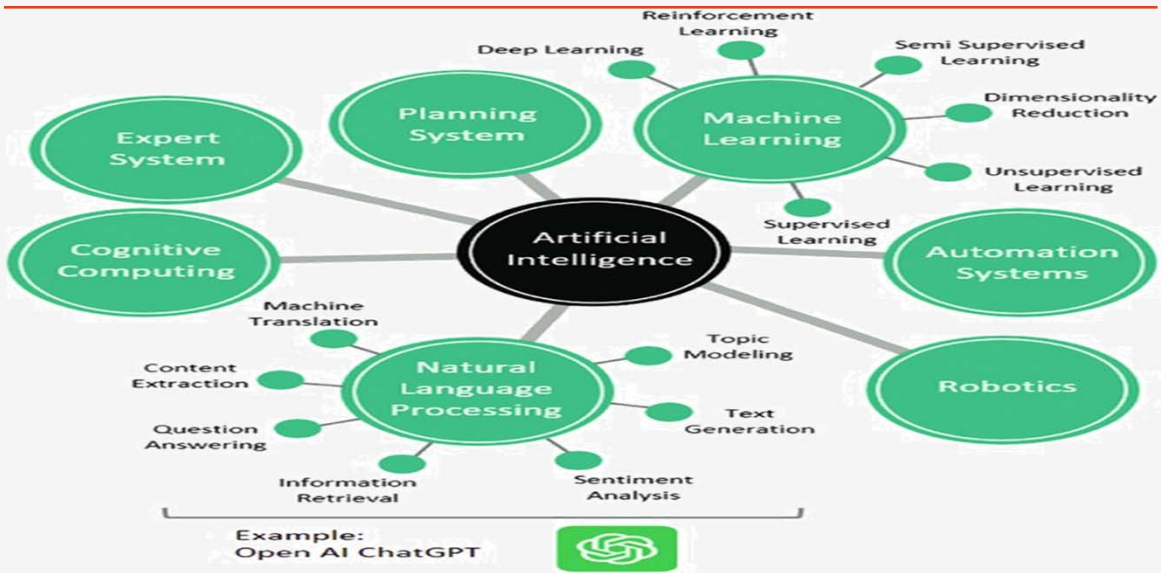 Reinforcement
Learning
Deep Learning
Semi Supervised
Learning
Planning
System
Machine
Learning
Dimensionality
Reduction
Expert
System
Unsupervised
Learning
Supervised
Learning
Artificial
Intelligence
Cognitive
Computing
Automation
Systems
Machine
Translation
Topic
Modeling
Content
Extraction
Natural
Language
Processing
Robotics
Text
Generation
Question
Answering
Information
Retrieval
Sentiment
Analysis
Example:
Open AI ChatGPT